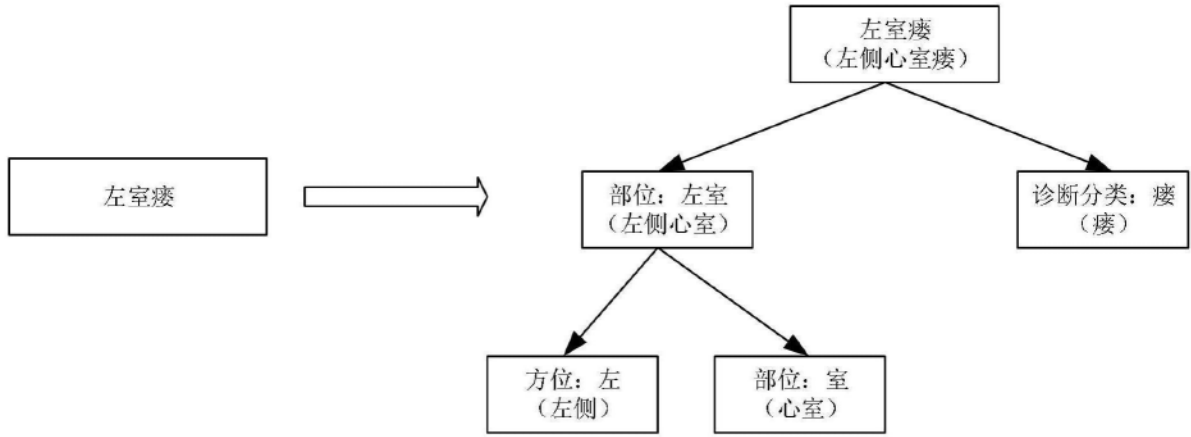 左室瘘
（左侧心室瘘）
左室瘘
部位：左室
（左侧心室）
诊断分类：瘘
（瘘）
方位：左
（左侧）
部位：室
（心室）